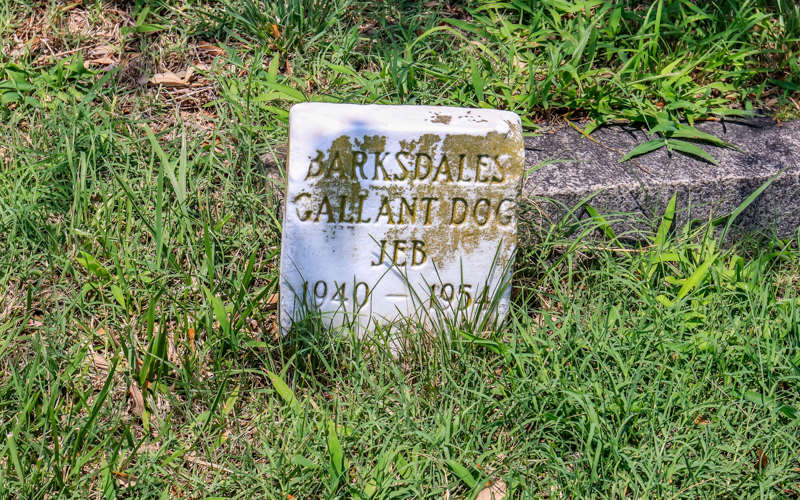 BARKSDALES
GALLANT DOG
JEB
1940 — 1954